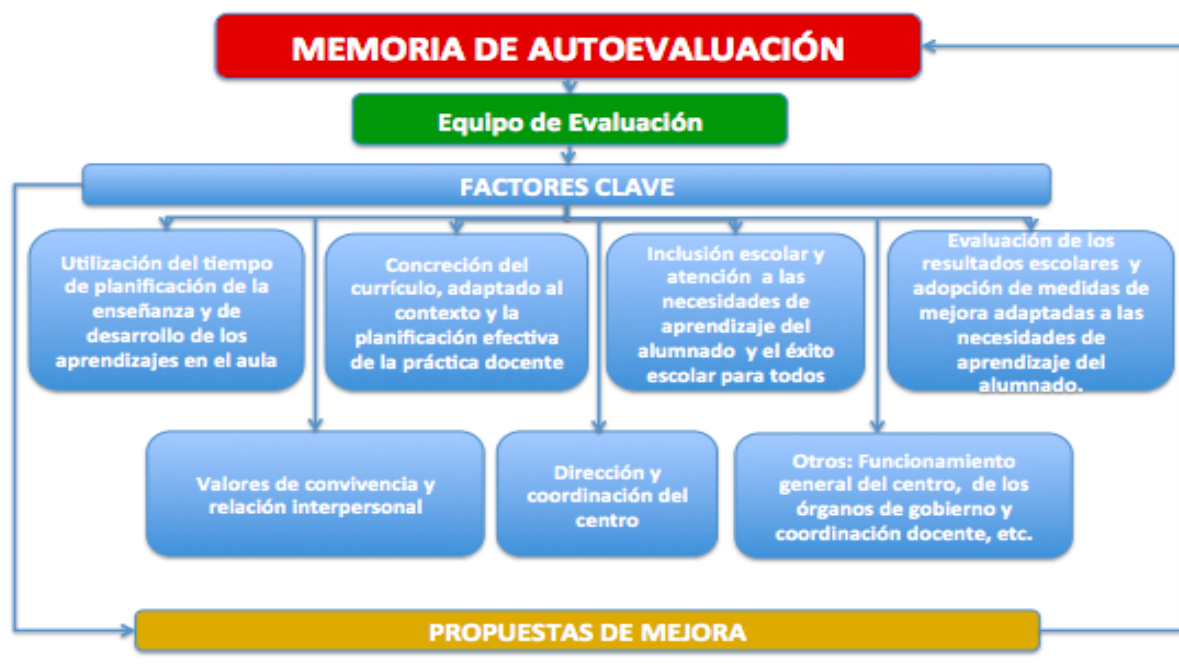 MEMORIA DE AUTOEVALUACIÓN
Equipo de Evaluación
FACTORES CLAVE
Utilización del tiempo
de planificación de la
enseñanza y de
desarrollo de los
aprendizajes en el aula
Concreción del
currículo, adaptado al
contexto y la
planificación efectiva
de la práctica docente
Inclusión escolar y
atención a las
necesidades de
aprendizaje del
alumnado y el éxito
escolar para todos
Evaluación de los
resultados escolares y
adopción de medidas de
mejora adaptadas a las
necesidades de
aprendizaje del
alumnado.
Valores de convivencia y
relación interpersonal
Dirección y
coordinación del
centro
Otros: Funcionamiento
general del centro, de los
órganos de gobierno y
coordinación docente, etc.
PROPUESTAS DE MEJORA